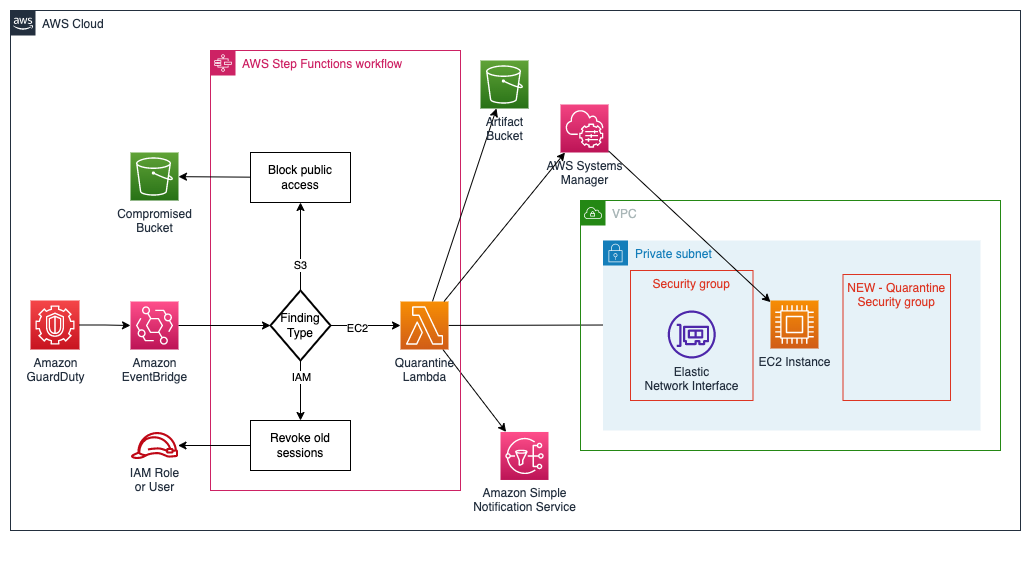 aws
AWS Cloud
AWS Step Functions workflow
Artifact
Bucket
AWS Systems
Manager
Block public
access
Compromised
Bucket
VPC
Private subnet
S3
Security group
NEW - Quarantine
Security group
Finding
Type
EC2
Amazon
GuardDuty
Amazon
EventBridge
Quarantine
Lambda
EC2 Instance
Elastic
Network Interface
IAM
Revoke old
sessions
IAM Role
or User
Amazon Simple
Notification Service